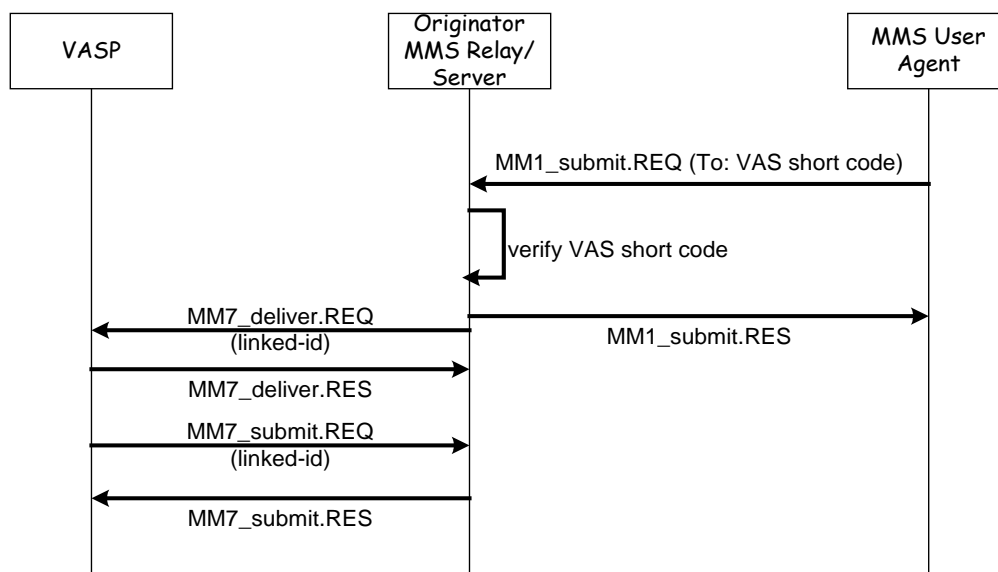 VASP
Originator
MMS Relay/
Server
MMS User
Agent
MM1_submit.REQ (To: VAS short code)
verify VAS short code
MM7_deliver.REQ
(linked-id)
MM1_submit.RES
MM7_deliver.RES
MM7_submit.REQ
(linked-id)
MM7_submit.RES